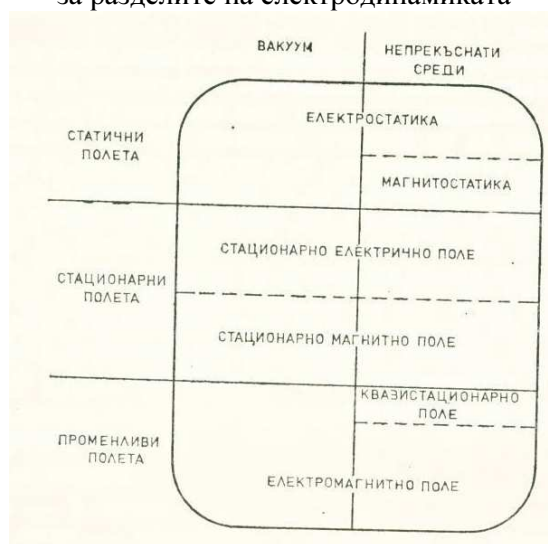 за разделите на електродинамиката
ВАКУУМ
НЕПРЕКЪСНАТИ
СРЕДИ
СТАТИЧНИ
ПОЛЕТА
ЕЛЕКТРОСТАТИКА
МАГНИТОСТАТИКА
СТАЦИОНАРНИ
ПОЛЕТА
СТАЦИОНАРНО ЕЛЕКТРИЧНО ПОЛЕ
СТАЦИОНАРНО МАГНИТНО ПОЛЕ
ПРОМЕНЛИВИ
ПОЛЕТА
КВАЗИСТАЦИОНАРНО
ПОЛЕ
ЕЛЕКТРОМАГНИТНО ПОЛЕ